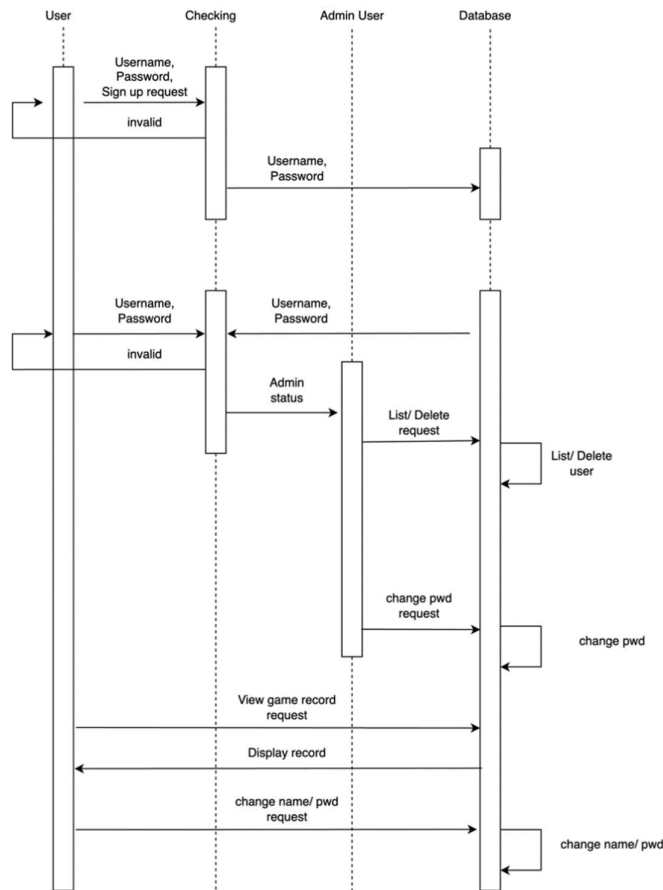 User
Checking
Admin User
Database
Username,
Password,
Sign up request
invalid
Username,
Password
Username,
Password
Username,
Password
invalid
Admin
status
List/ Delete
request
List/ Delete
user
change pwd
request
change pwd
View game record
request
Display record
change name/ pwd
request
change name/ pwd